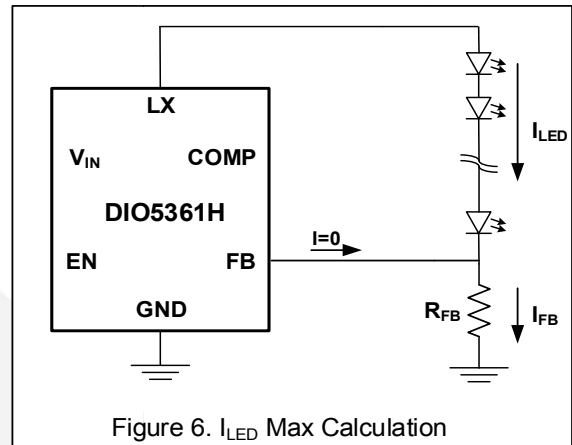 LX
I_LED
V_IN COMP
DIO5361H
I=0
EN FB
R_FB I_FB
GND
Figure 6. I_LED Max Calculation